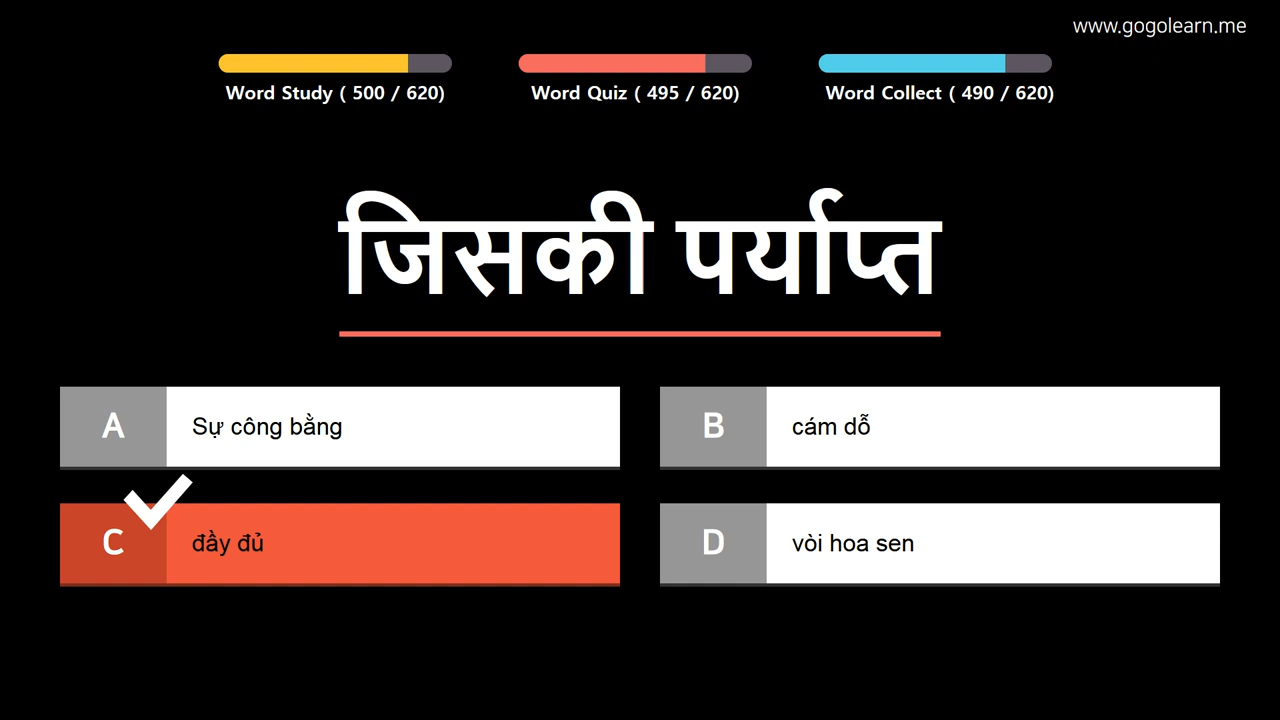 www.gogolearn.me
Word Study ( 500 / 620)
Word Quiz ( 495 / 620)
Word Collect ( 490 / 620)
जिसकी पर्याप्त
A
Sự công bằng
B
cám dỗ
C
đầy đủ
D
vòi hoa sen